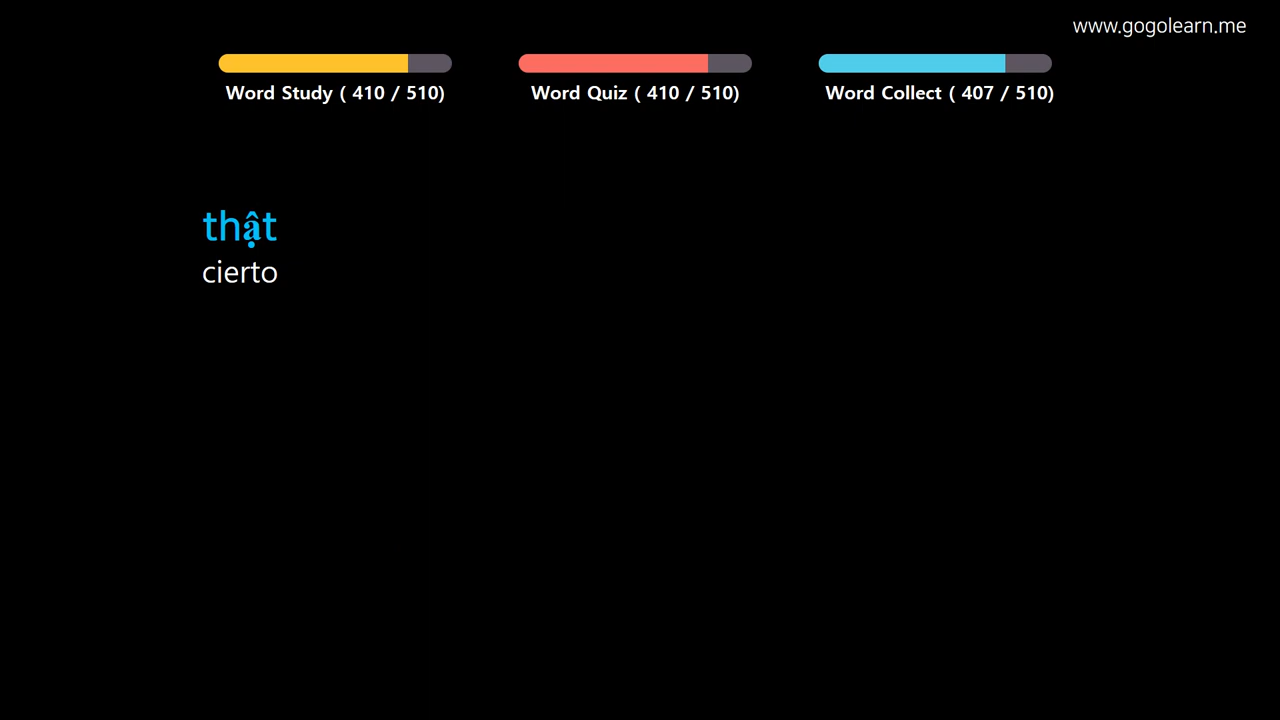 www.gogolearn.me
Word Study ( 410 / 510)
Word Quiz ( 410 / 510)
Word Collect ( 407 / 510)
thật
cierto